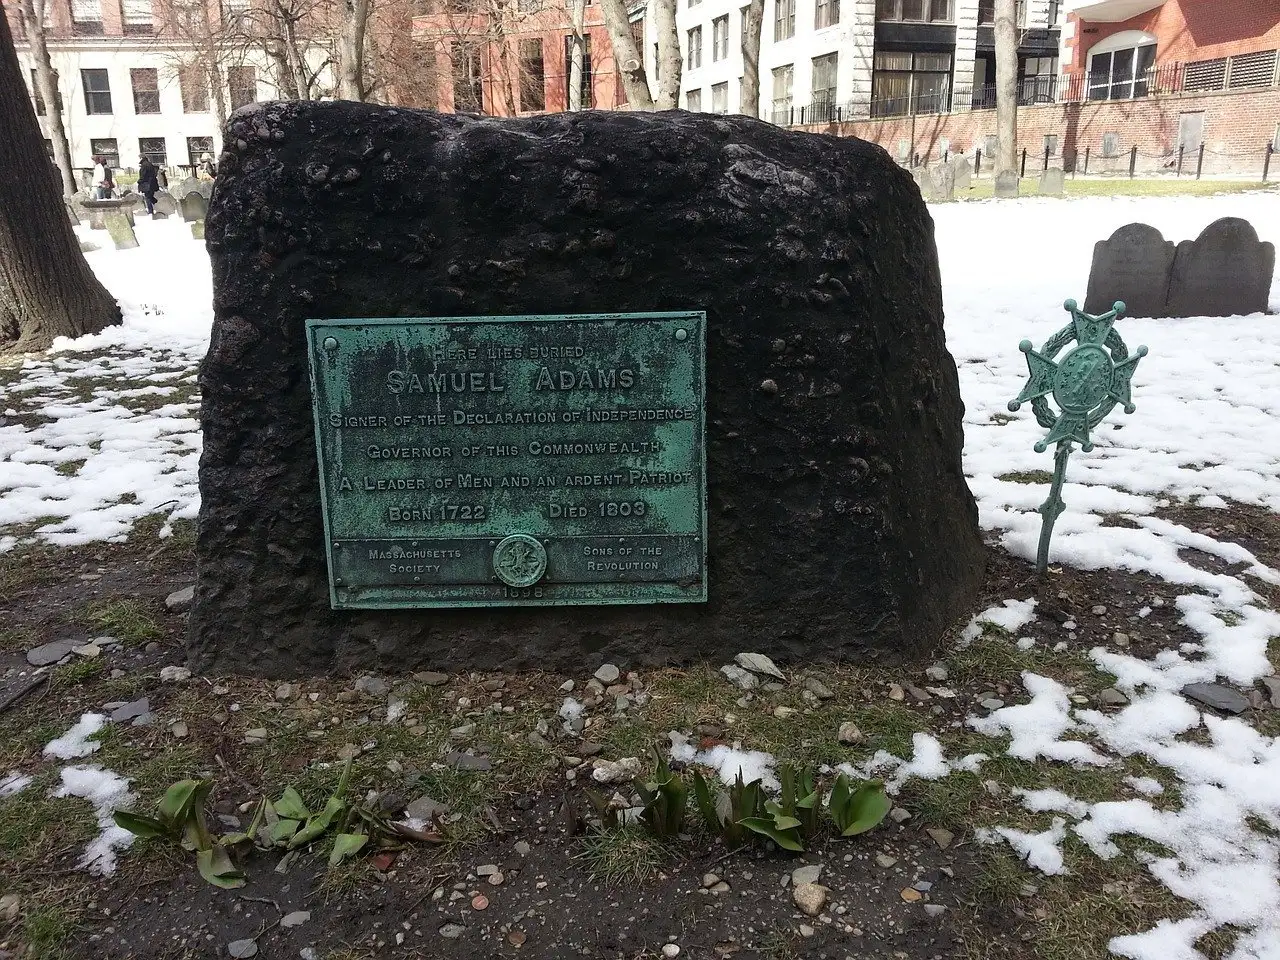 HERE LIES BURIED
SAMUEL ADAMS
SIGNER OF THE DECLARATION OF INDEPENDENCE
GOVERNOR OF THIS COMMONWEALTH
A LEADER OF MEN AND AN ARDENT PATRIOT
BORN 1722 DIED 1803
MASSACHUSETTS SOCIETY
SONS OF THE REVOLUTION
1898